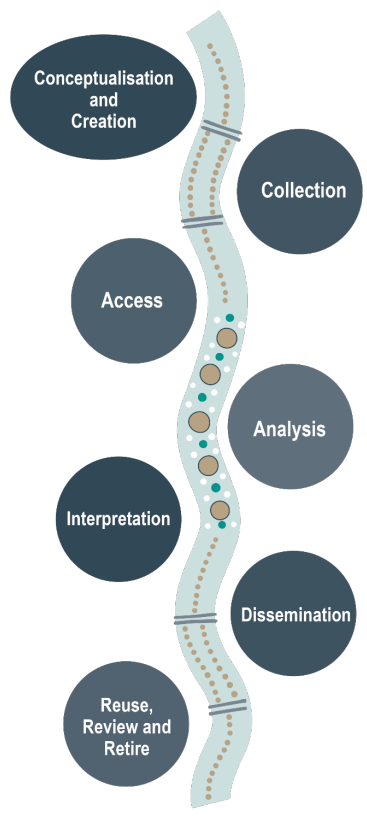 Conceptualisation
and
Creation
Collection
Access
Analysis
Interpretation
Dissemination
Reuse,
Review and
Retire